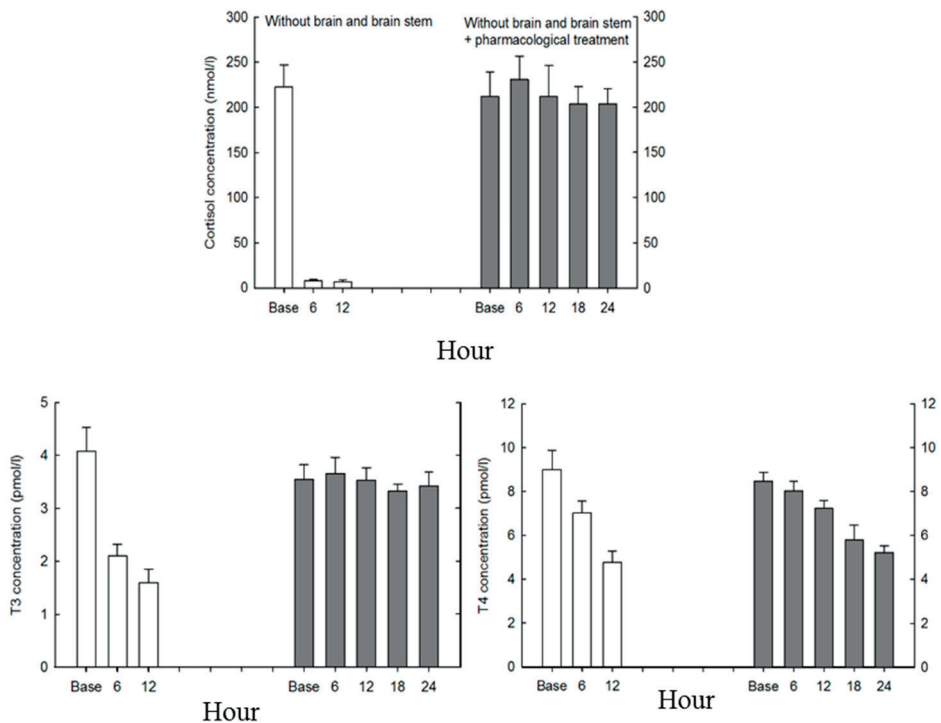 Without brain and brain stem
Without brain and brain stem
+ pharmacological treatment
Cortisol concentration (nmol/l)
300
250
200
150
100
50
0
300
250
200
150
100
50
0
Base 6 12 Base 6 12 18 24
Hour
T3 concentration (pmol/l)
5
4
3
2
1
0
Base 6 12 Base 6 12 18 24
Hour
T4 concentration (pmol/l)
12
10
8
6
4
2
0
12
10
8
6
4
2
0
Base 6 12 Base 6 12 18 24
Hour